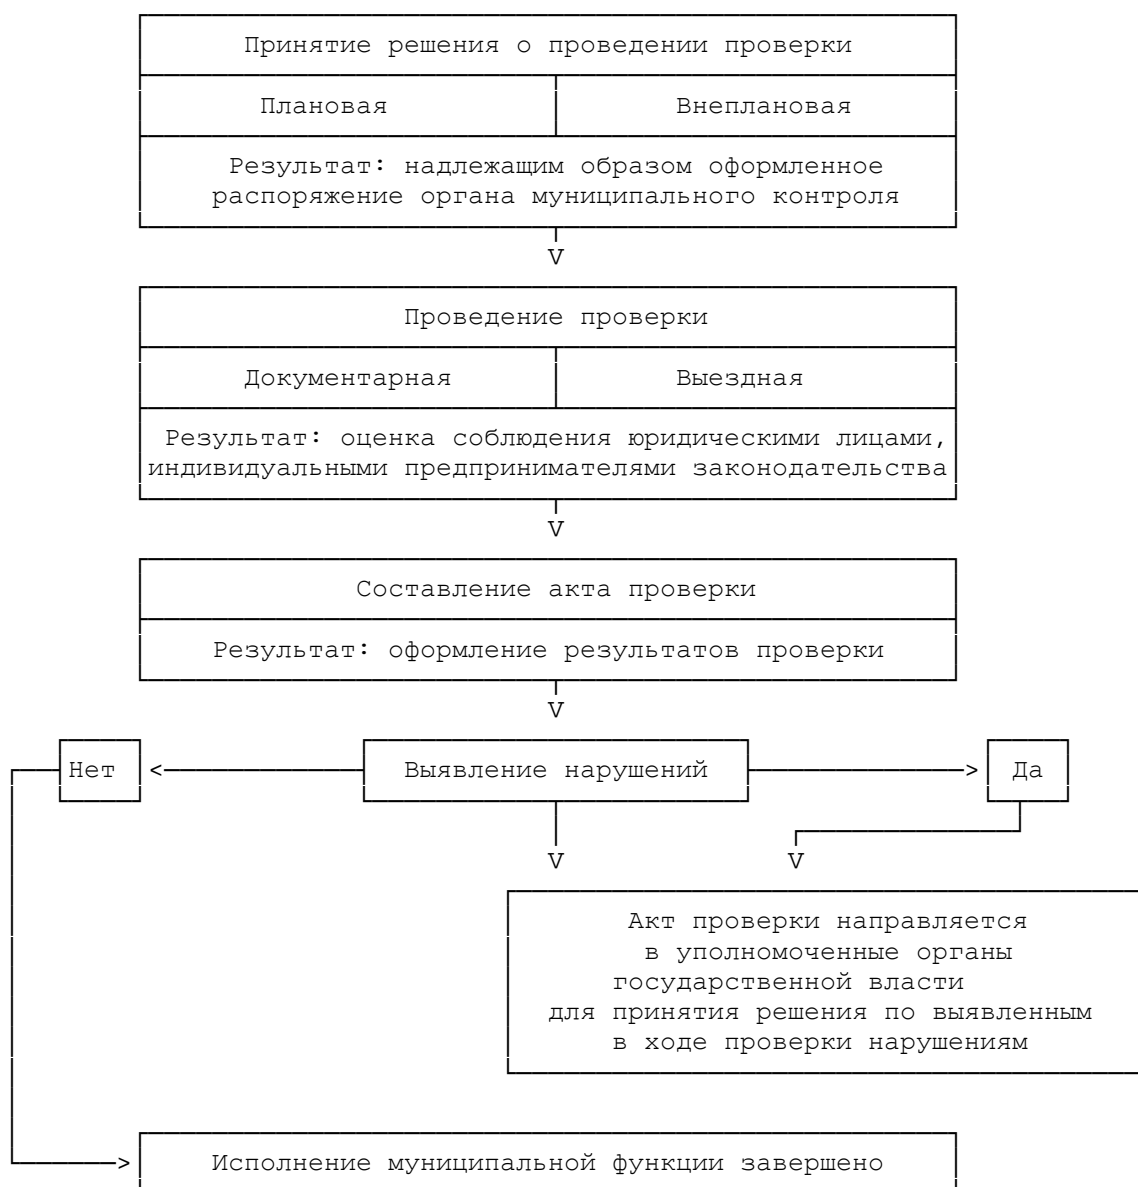 Принятие решения о проведении проверки
Плановая Внеплановая
Результат: надлежащим образом оформленное
распоряжение органа муниципального контроля
V
Проведение проверки
Документарная Выездная
Результат: оценка соблюдения юридическими лицами,
индивидуальными предпринимателями законодательства
V
Составление акта проверки
Результат: оформление результатов проверки
V
Нет < Выявление нарушений > Да
V V
Акт проверки направляется
в уполномоченные органы
государственной власти
для принятия решения по выявленным
в ходе проверки нарушениям
> Исполнение муниципальной функции завершено